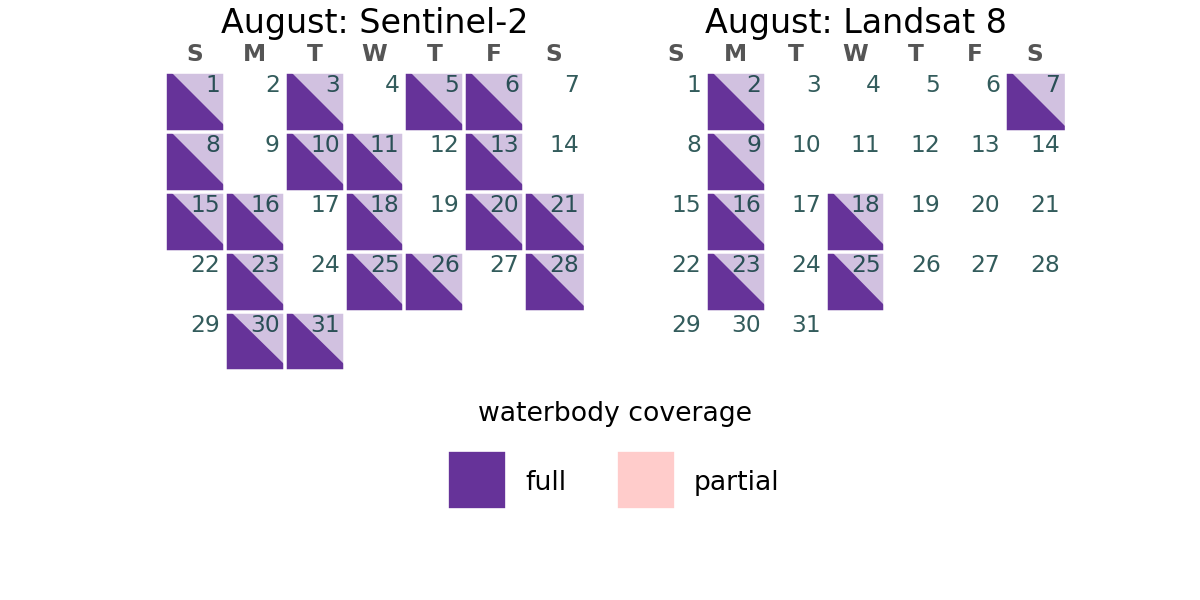 August: Sentinel-2
S M T W T F S
1 2 3 4 5 6 7
8 9 10 11 12 13 14
15 16 17 18 19 20 21
22 23 24 25 26 27 28
29 30 31
August: Landsat 8
S M T W T F S
1 2 3 4 5 6 7
8 9 10 11 12 13 14
15 16 17 18 19 20 21
22 23 24 25 26 27 28
29 30 31
waterbody coverage
full partial